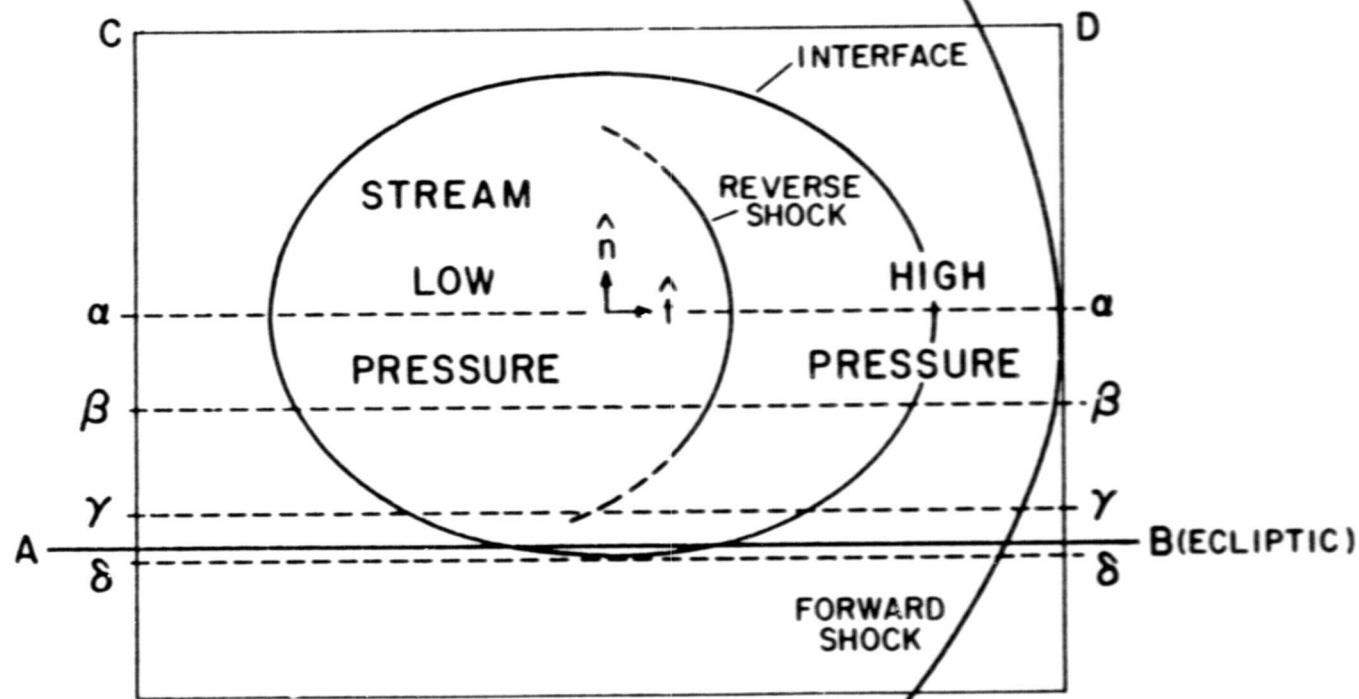 C
D
INTERFACE
STREAM
REVERSE
SHOCK
n̂
LOW
HIGH
α
t̂
α
PRESSURE
PRESSURE
β
β
γ
γ
A
B(ECLIPTIC)
δ
δ
FORWARD
SHOCK